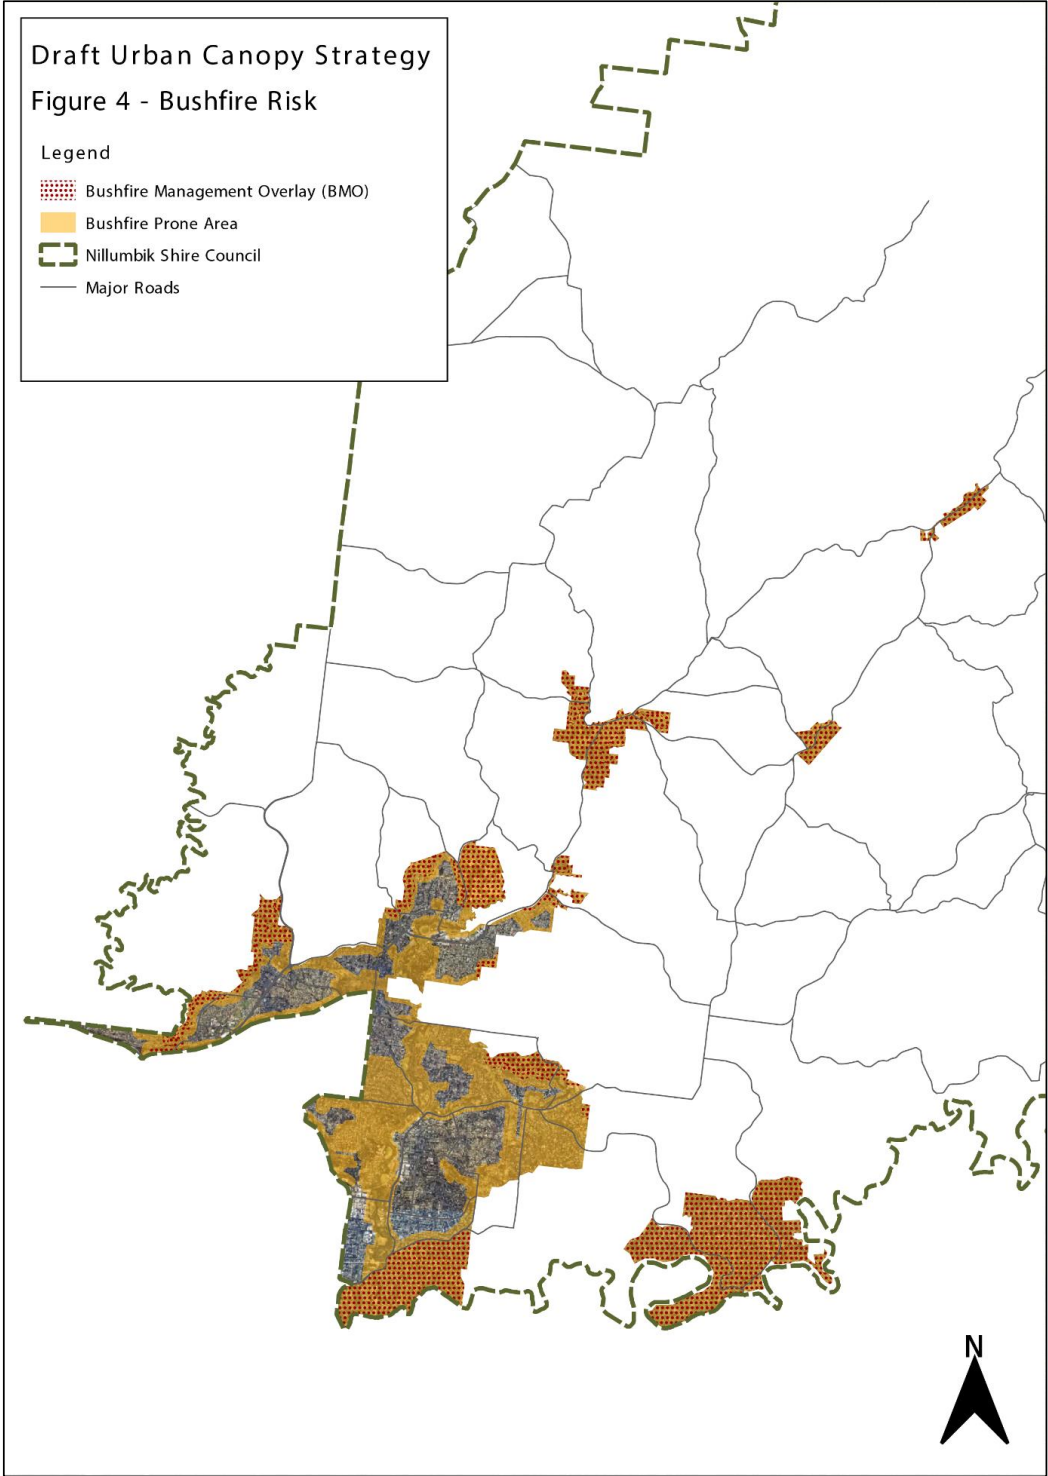 Draft Urban Canopy Strategy
Figure 4 - Bushfire Risk
Legend
Bushfire Management Overlay (BMO)
Bushfire Prone Area
Nillumbik Shire Council
Major Roads
N